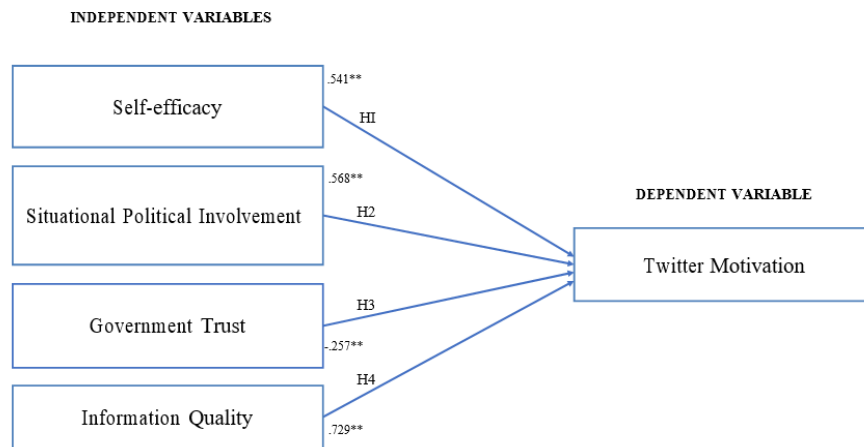 INDEPENDENT VARIABLES
.541**
Self-efficacy
HI
.568**
Situational Political Involvement
H2
DEPENDENT VARIABLE
Twitter Motivation
H3
Government Trust
-.257**
H4
Information Quality
.729**